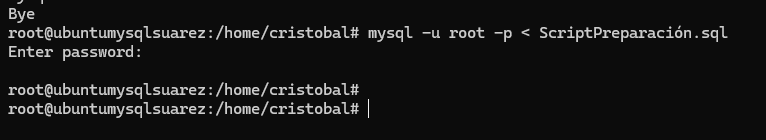 Bye
root@ubuntumysqlsuarez:/home/cristobal# mysql -u root -p < ScriptPreparación.sql
Enter password:
root@ubuntumysqlsuarez:/home/cristobal#
root@ubuntumysqlsuarez:/home/cristobal#